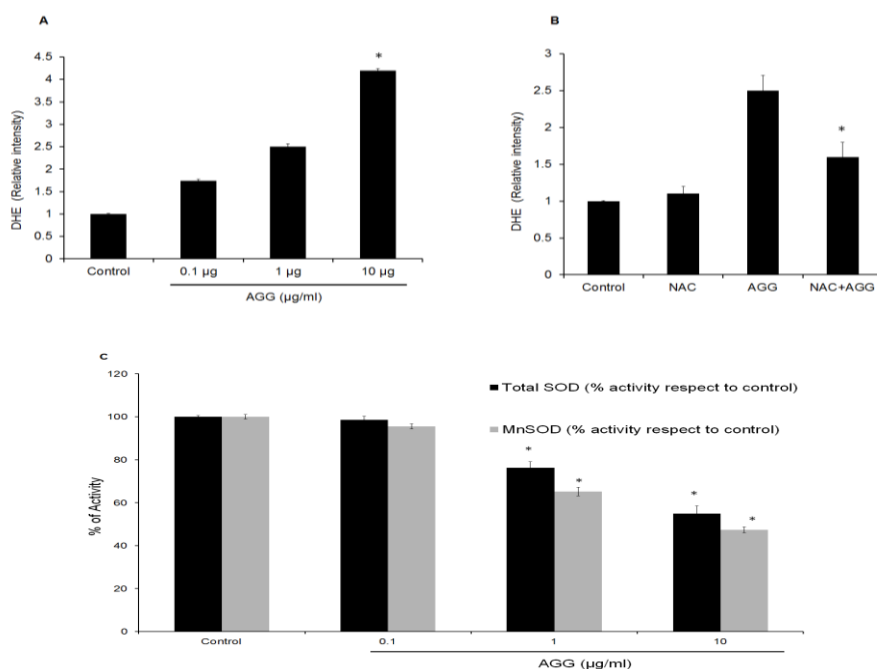 A
DHE (Relative intensity)
4.5
4
3.5
3
2.5
2
1.5
1
0.5
0
*
Control
0.1 µg
1 µg
10 µg
AGG (µg/ml)
B
DHE (Relative intensity)
3
2.5
2
1.5
1
0.5
0
*
Control
NAC
AGG
NAC+AGG
C
% of Activity
120
100
80
60
40
20
0
Total SOD (% activity respect to control)
MnSOD (% activity respect to control)
*
*
*
*
Control
0.1
1
10
AGG (µg/ml)